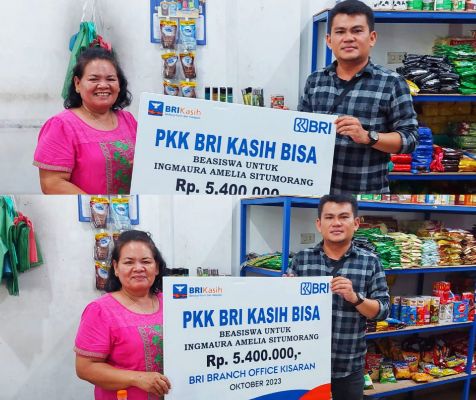 BRIKasih
BRI
PKK BRI KASIH BISA
BEASISWA UNTUK
INGMAURA AMELIA SITUMORANG
Rp. 5.400.000,-
BRIKasih
BRI
PKK BRI KASIH BISA
BEASISWA UNTUK
INGMAURA AMELIA SITUMORANG
Rp. 5.400.000,-
BRI BRANCH OFFICE KISARAN
OKTOBER 2023